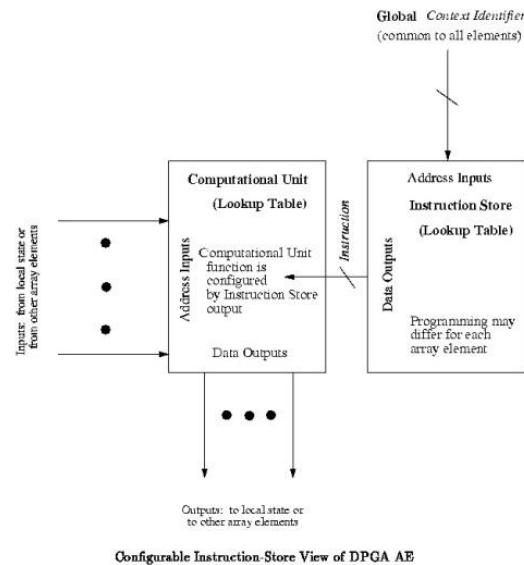 Global Context Identifier
(common to all elements)
Computational Unit
(Lookup Table)
Address Inputs
Computational Unit
function is
configured
by Instruction Store
output
Data Outputs
Instruction
Address Inputs
Instruction Store
(Lookup Table)
Data Outputs
Programming may
differ for each
array element
Inputs: from local state or
from other array elements
Outputs: to local state or
to other array elements
Configurable Instruction-Store View of DPGA AE